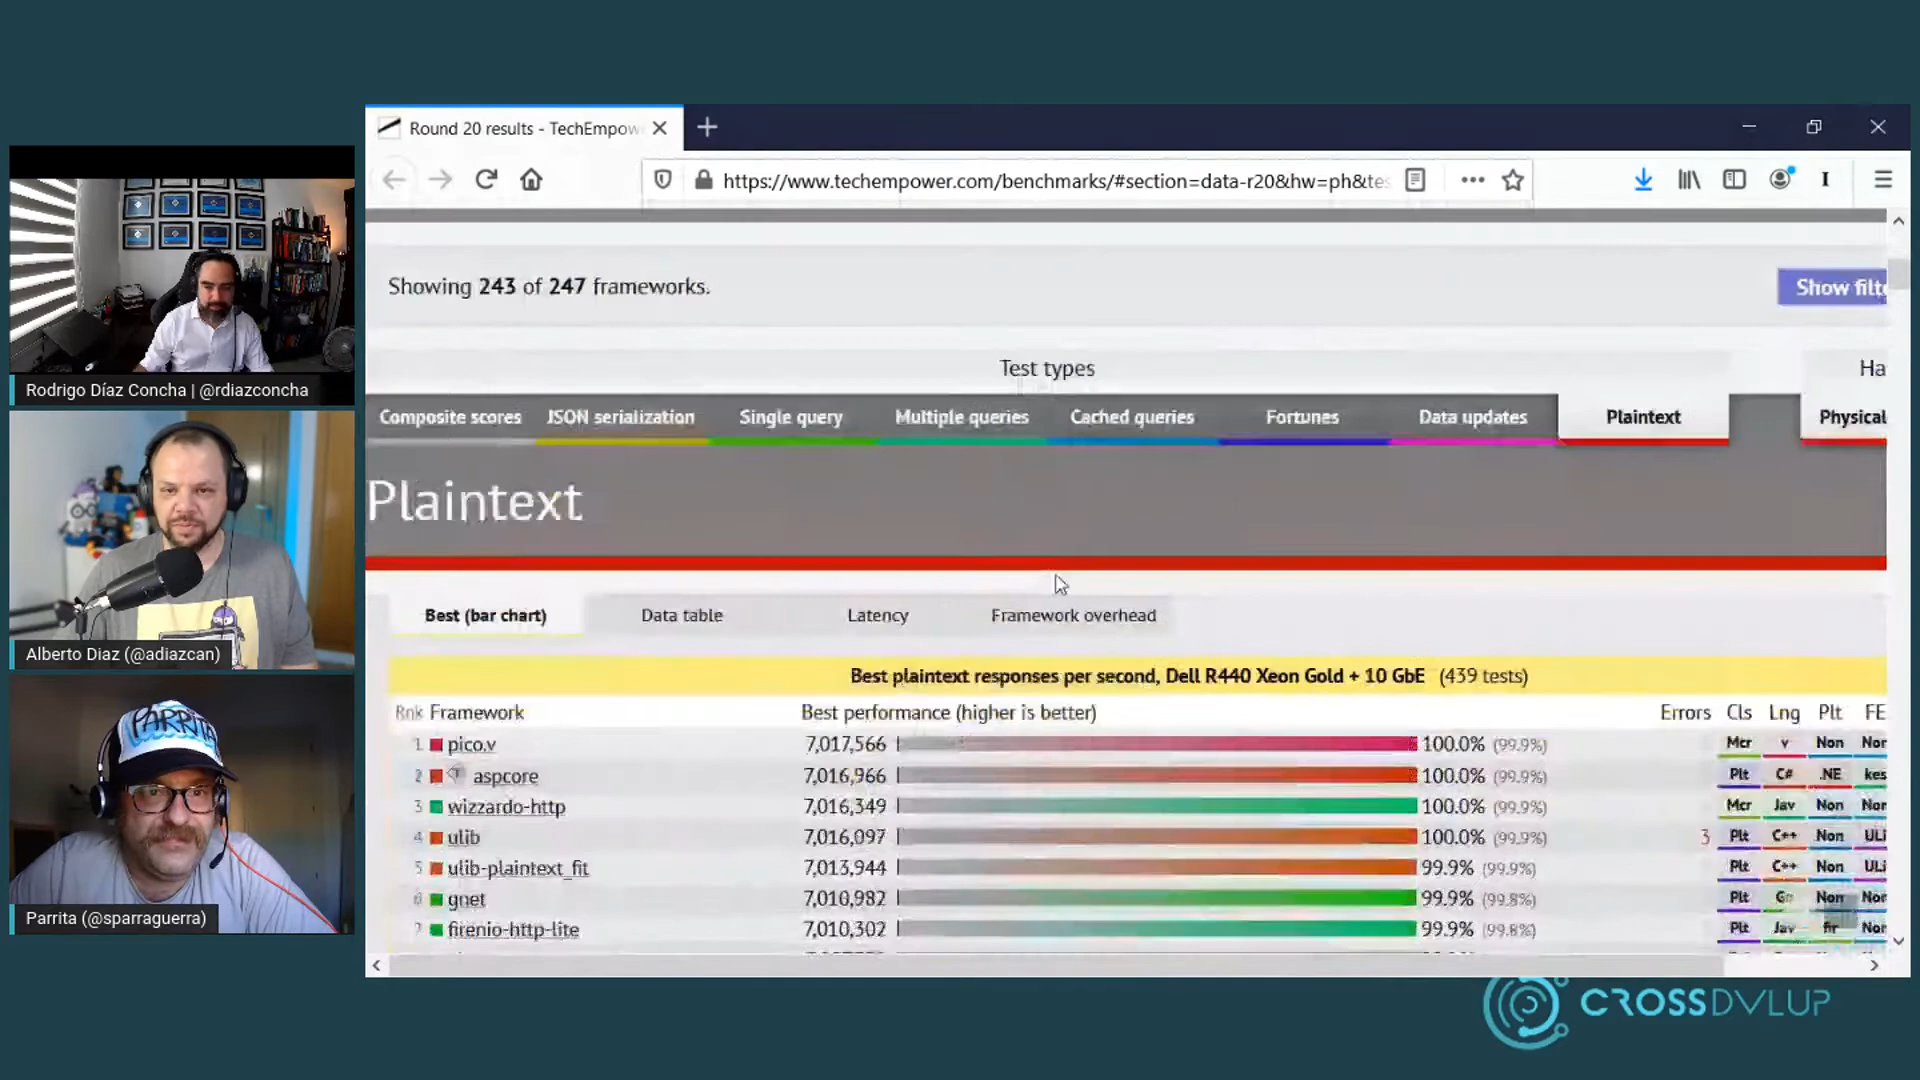 Round 20 results - TechEmpow
https://www.techempower.com/benchmarks/#section=data-r20&hw=ph&tes
Showing 243 of 247 frameworks.
Show filte
Test types
Ha
Composite scores JSON serialization Single query Multiple queries Cached queries Fortunes Data updates Plaintext Physical
Plaintext
Best (bar chart) Data table Latency Framework overhead
Best plaintext responses per second, Dell R440 Xeon Gold + 10 GbE (439 tests)
Rnk Framework Best performance (higher is better) Errors Cls Lng Plt FE
1 pico.v 7,017,566 100.0% (99.9%) Mcr v Non Nor
2 aspcore 7,016,966 100.0% (99.9%) Plt C# .NE kes
3 wizzardo-http 7,016,349 100.0% (99.9%) Mcr Jav Non Nor
4 ulib 7,016,097 100.0% (99.9%) 3 Plt C++ Non ULi
5 ulib-plaintext_fit 7,013,944 99.9% (99.9%) Plt C++ Non ULi
6 gnet 7,010,982 99.9% (99.8%) Plt Go Non Nor
7 firenio-http-lite 7,010,302 99.9% (99.8%) Plt Jav fir Nor
Rodrigo Díaz Concha | @rdiazconcha
Alberto Diaz (@adiazcan)
PARRITA
Parrita (@sparraguerra)
CROSSDVLUP